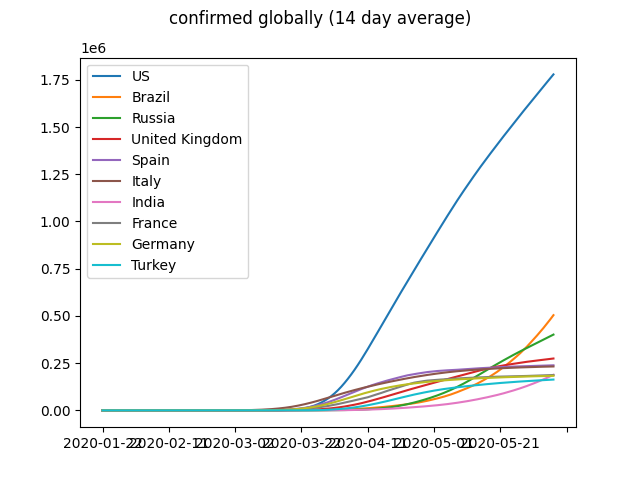 confirmed globally (14 day average)
1e6
1.75
1.50
1.25
1.00
0.75
0.50
0.25
0.00
US
Brazil
Russia
United Kingdom
Spain
Italy
India
France
Germany
Turkey
2020-01-22 2020-02-11 2020-03-02 2020-03-22 2020-04-11 2020-05-01 2020-05-21